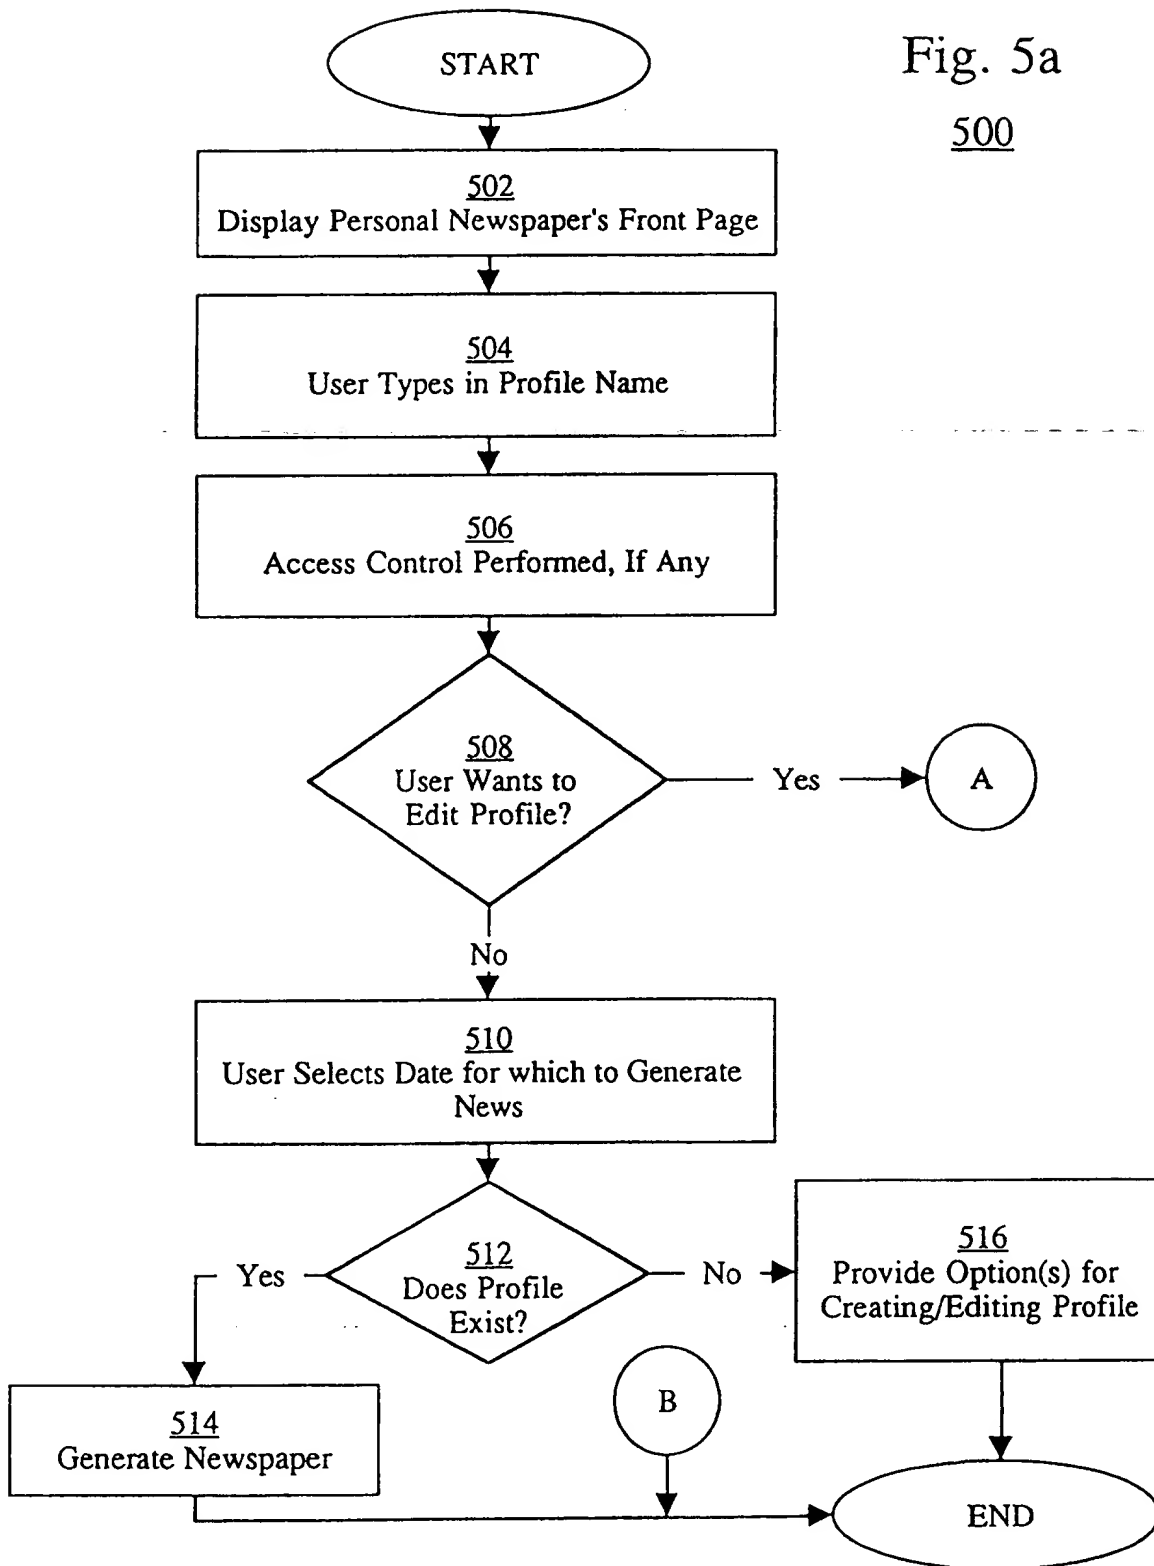 START
Fig. 5a
500
502
Display Personal Newspaper's Front Page
504
User Types in Profile Name
506
Access Control Performed, If Any
508
User Wants to
Edit Profile?
Yes
A
No
510
User Selects Date for which to Generate
News
512
Does Profile
Exist?
Yes
No
516
Provide Option(s) for
Creating/Editing Profile
514
Generate Newspaper
B
END